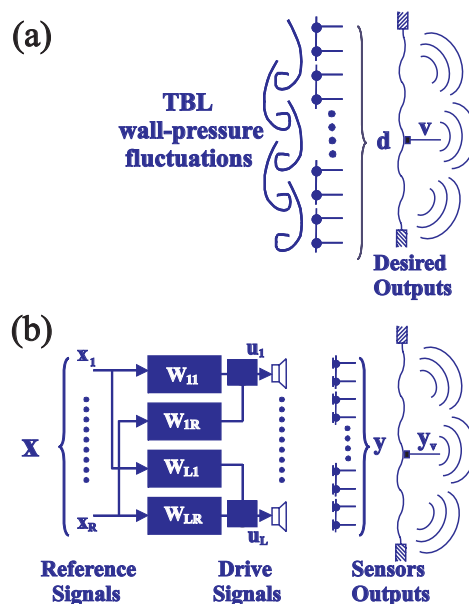 (a)
TBL
wall-pressure
fluctuations
d
v
Desired
Outputs
(b)
x1
u1
W11
W1R
X
WL1
WLR
xR
uL
y
yv
Reference
Signals
Drive
Signals
Sensors
Outputs